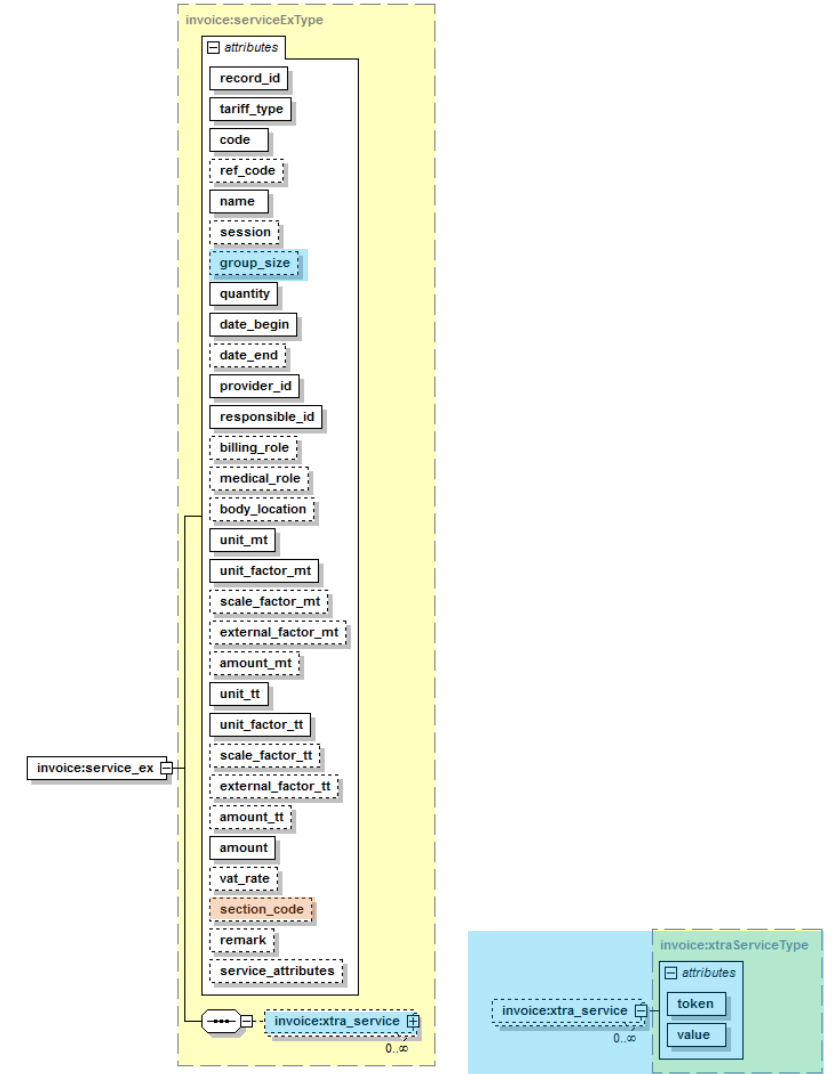 invoice:serviceExType
attributes
record_id
tariff_type
code
ref_code
name
session
group_size
quantity
date_begin
date_end
provider_id
responsible_id
billing_role
medical_role
body_location
unit_mt
unit_factor_mt
scale_factor_mt
external_factor_mt
amount_mt
unit_tt
unit_factor_tt
scale_factor_tt
invoice:service_ex
external_factor_tt
amount_tt
amount
vat_rate
section_code
remark
service_attributes
invoice:xtra_service
0..∞
invoice:xtraServiceType
attributes
token
invoice:xtra_service
value
0..∞